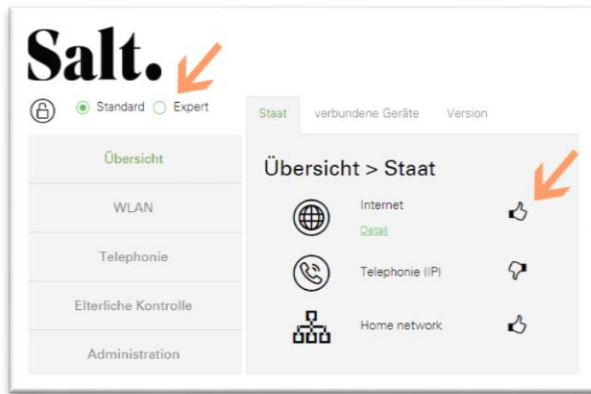 Salt.
Standard Expert
Staat verbundene Geräte Version
Übersicht
WLAN
Telephonie
Elterliche Kontrolle
Administration
Übersicht > Staat
Internet
Detail
Telephonie (IP)
Home network